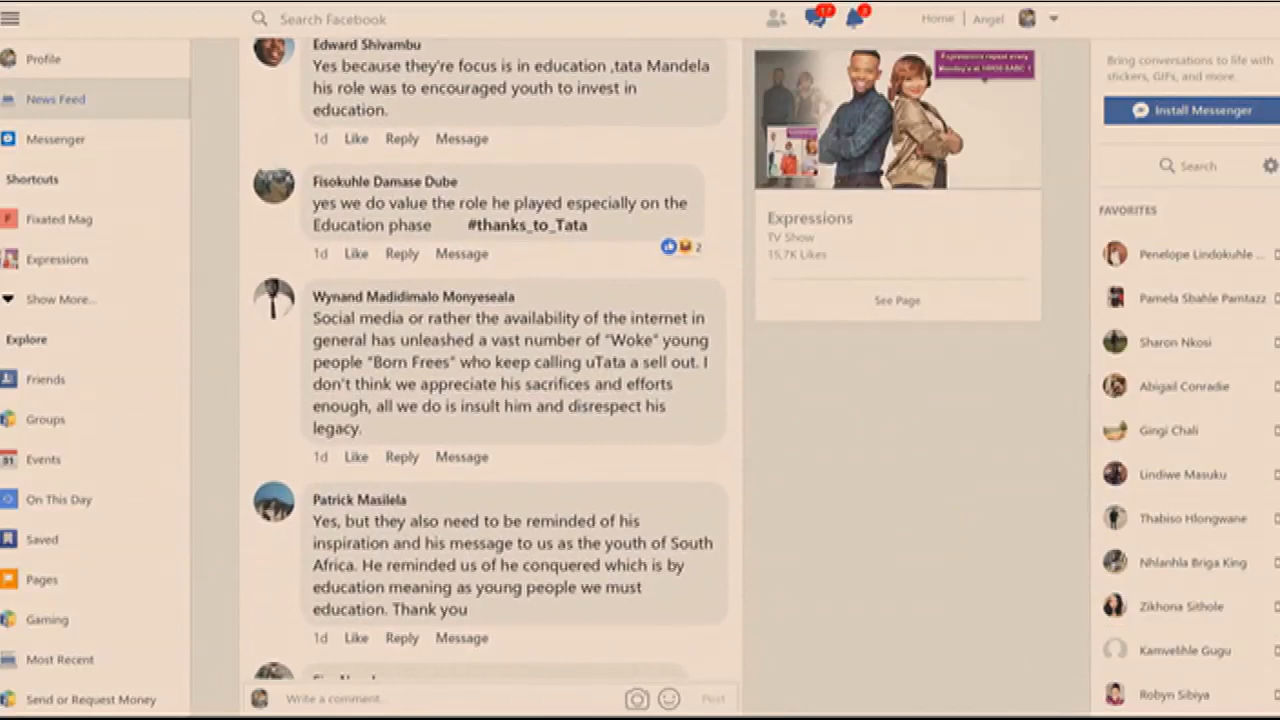 Search Facebook
17
2
Home
Angel
Profile
News Feed
Messenger
Shortcuts
F
Fixated Mag
Expressions
Show More...
Explore
Friends
Groups
31
Events
On This Day
Saved
Pages
Gaming
Most Recent
Send or Request Money
Edward Shivambu
Yes because they're focus is in education ,tata Mandela
his role was to encouraged youth to invest in
education.
1d Like Reply Message
Fisokuhle Damase Dube
yes we do value the role he played especially on the
Education phase #thanks_to_Tata
2
1d Like Reply Message
Wynand Madidimalo Monyeseala
Social media or rather the availability of the internet in
general has unleashed a vast number of "Woke" young
people "Born Frees" who keep calling uTata a sell out. I
don't think we appreciate his sacrifices and efforts
enough, all we do is insult him and disrespect his
legacy.
1d Like Reply Message
Patrick Masilela
Yes, but they also need to be reminded of his
inspiration and his message to us as the youth of South
Africa. He reminded us of he conquered which is by
education meaning as young people we must
education. Thank you
1d Like Reply Message
Write a comment...
Post
Expressions repeat every
Expressions
TV Show
15,7K Likes
See Page
Bring conversations to life with
stickers, GIFs, and more.
Install Messenger
Search
FAVORITES
Penelope Lindokuhle ...
Pamela Sbahle Pamtazz
Sharon Nkosi
Abigail Conradie
Gingi Chali
Lindiwe Masuku
Thabiso Hlongwane
Nhlanhla Briga King
Zikhona Sithole
Kamvelihle Gugu
Robyn Sibiya